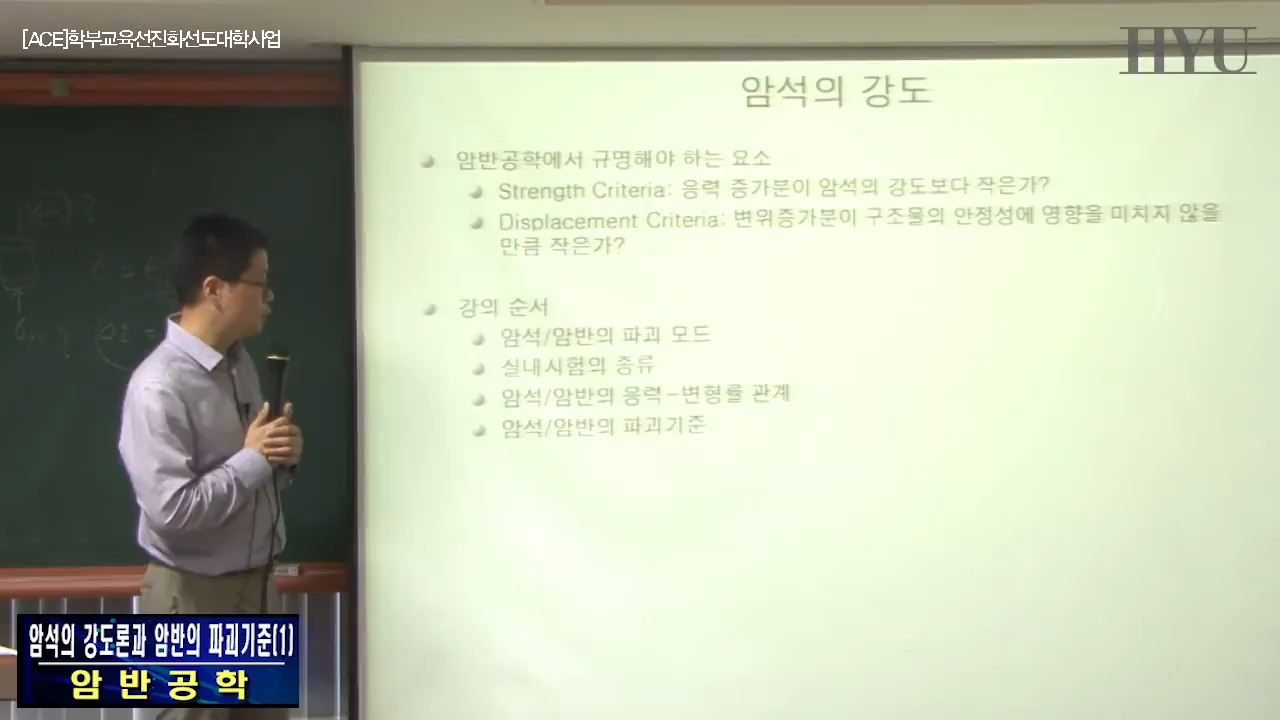 [ACE]학부교육선진화선도대학사업
HYU
암석의 강도
암반공학에서 규명해야 하는 요소
Strength Criteria: 응력 증가분이 암석의 강도보다 작은가?
Displacement Criteria: 변위증가분이 구조물의 안정성에 영향을 미치지 않을
만큼 작은가?
강의 순서
암석/암반의 파괴 모드
실내시험의 종류
암석/암반의 응력-변형률 관계
암석/암반의 파괴기준
암석의 강도론과 암반의 파괴기준(1)
암반공학